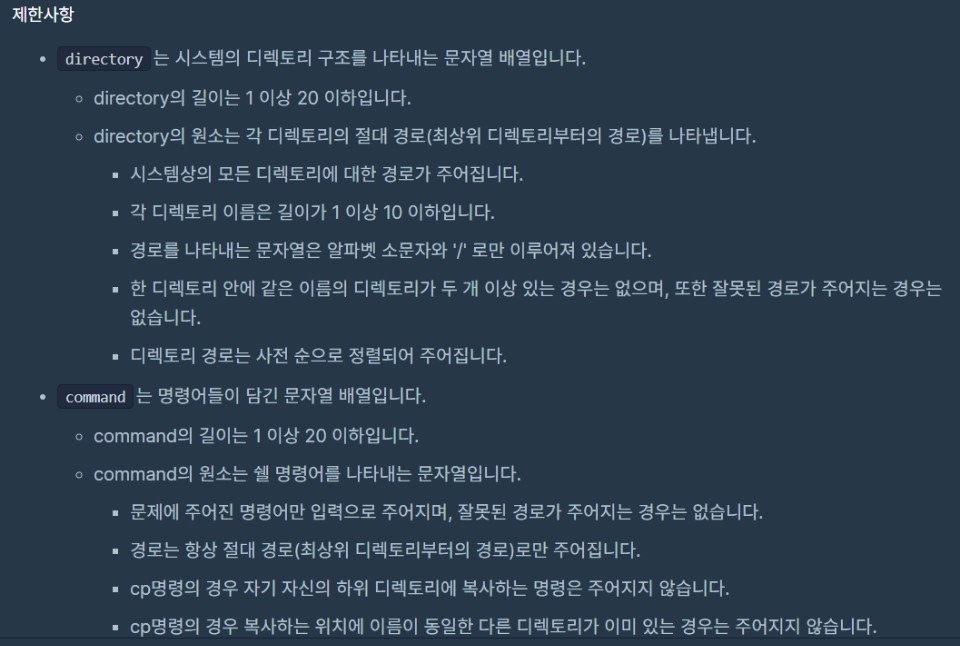 제한사항
• directory 는 시스템의 디렉토리 구조를 나타내는 문자열 배열입니다.
◦ directory의 길이는 1 이상 20 이하입니다.
◦ directory의 원소는 각 디렉토리의 절대 경로(최상위 디렉토리부터의 경로)를 나타냅니다.
▪ 시스템상의 모든 디렉토리에 대한 경로가 주어집니다.
▪ 각 디렉토리 이름은 길이가 1 이상 10 이하입니다.
▪ 경로를 나타내는 문자열은 알파벳 소문자와 '/' 로만 이루어져 있습니다.
▪ 한 디렉토리 안에 같은 이름의 디렉토리가 두 개 이상 있는 경우는 없으며, 또한 잘못된 경로가 주어지는 경우는
없습니다.
▪ 디렉토리 경로는 사전 순으로 정렬되어 주어집니다.
• command 는 명령어들이 담긴 문자열 배열입니다.
◦ command의 길이는 1 이상 20 이하입니다.
◦ command의 원소는 쉘 명령어를 나타내는 문자열입니다.
▪ 문제에 주어진 명령어만 입력으로 주어지며, 잘못된 경로가 주어지는 경우는 없습니다.
▪ 경로는 항상 절대 경로(최상위 디렉토리부터의 경로)로만 주어집니다.
▪ cp명령의 경우 자기 자신의 하위 디렉토리에 복사하는 명령은 주어지지 않습니다.
▪ cp명령의 경우 복사하는 위치에 이름이 동일한 다른 디렉토리가 이미 있는 경우는 주어지지 않습니다.